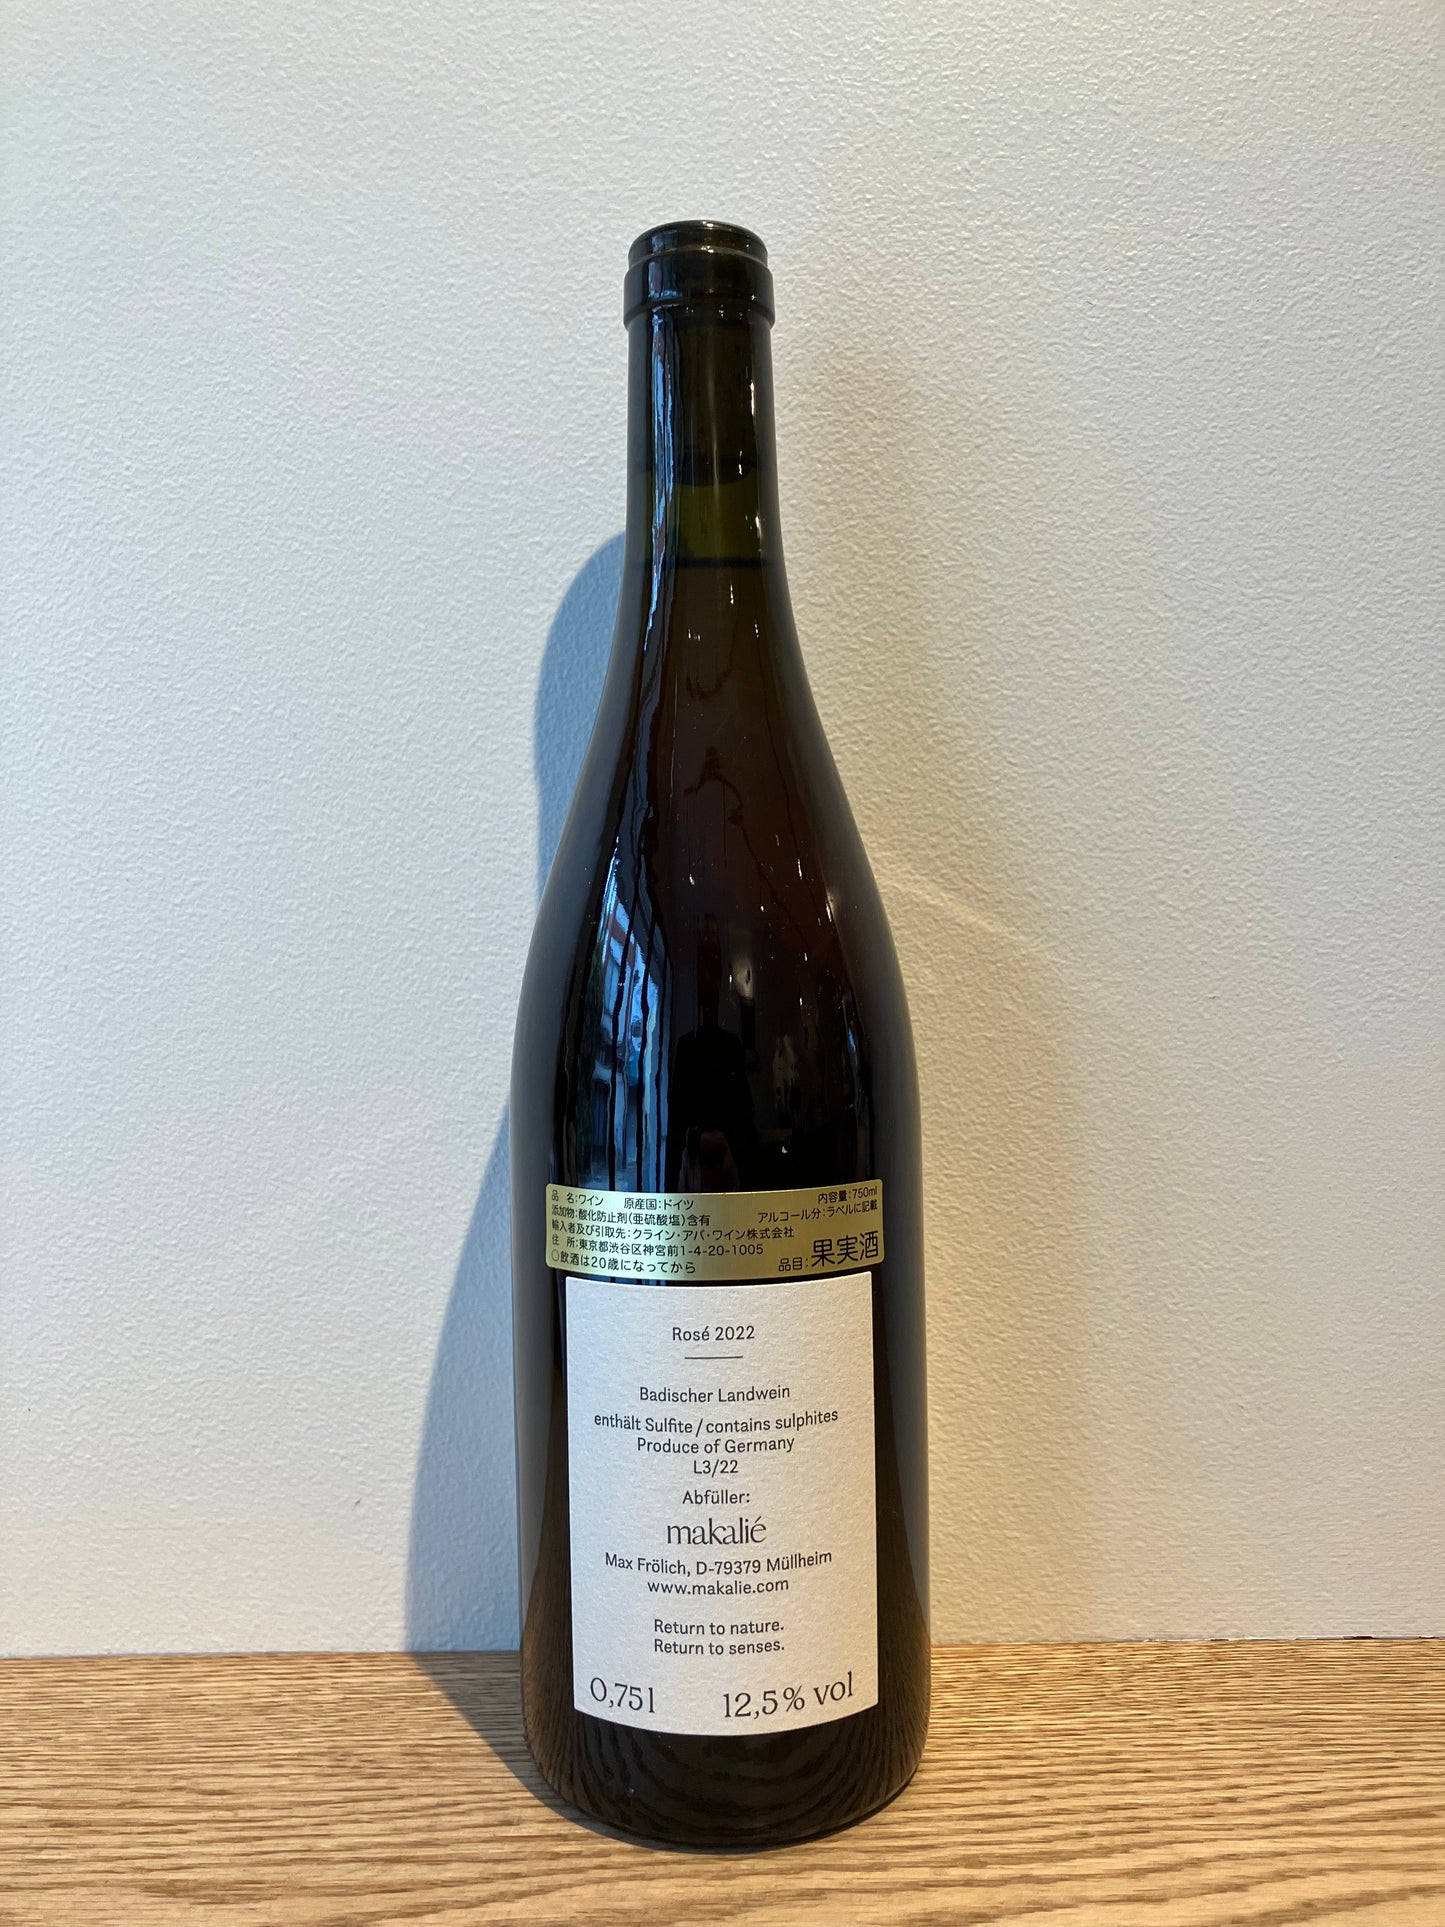 品 名:ワイン 原産国:ドイツ 内容量:750ml
添加物:酸化防止剤(亜硫酸塩)含有 アルコール分:ラベルに記載
輸入者及び引取先:クライン・アバ・ワイン株式会社
住 所:東京都渋谷区神宮前1-4-20-1005
○飲酒は20歳になってから 品目:果実酒
Rosé 2022
Badischer Landwein
enthält Sulfite / contains sulphites
Produce of Germany
L3/22
Abfüller:
makalié
Max Frölich, D-79379 Müllheim
www.makalie.com
Return to nature.
Return to senses.
0,75l 12,5% vol